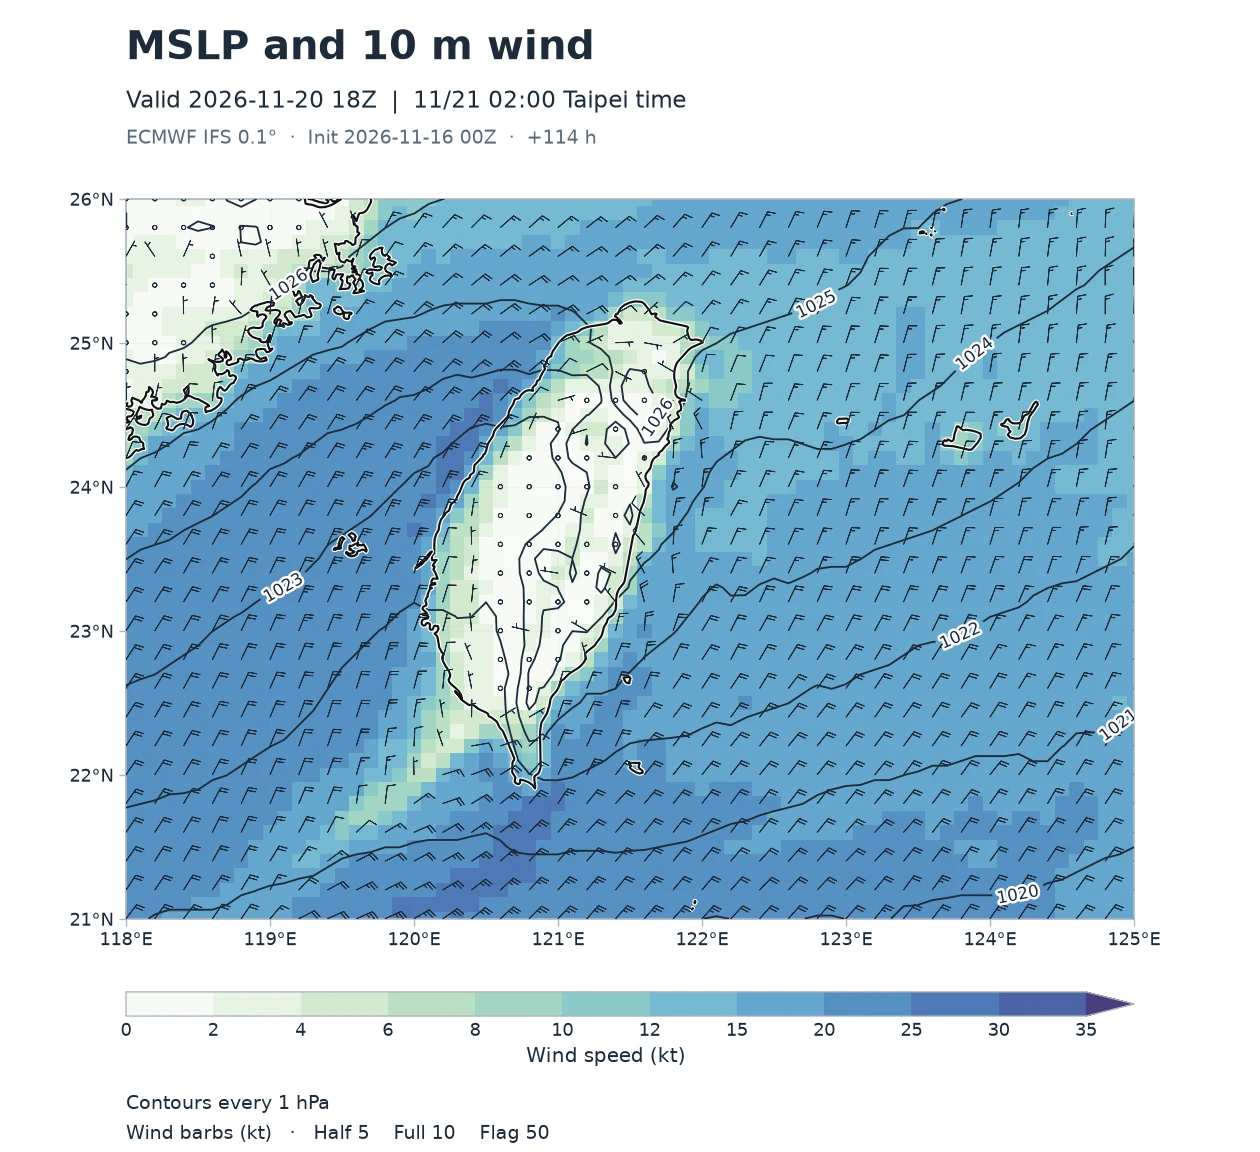 MSLP and 10 m wind
Valid 2026-11-20 18Z | 11/21 02:00 Taipei time
ECMWF IFS 0.1° · Init 2026-11-16 00Z · +114 h
26°N
25°N
24°N
23°N
22°N
21°N
1026
1025
1024
1026
1023
1022
1021
1020
118°E 119°E 120°E 121°E 122°E 123°E 124°E 125°E
0 2 4 6 8 10 12 15 20 25 30 35
Wind speed (kt)
Contours every 1 hPa
Wind barbs (kt) · Half 5 Full 10 Flag 50